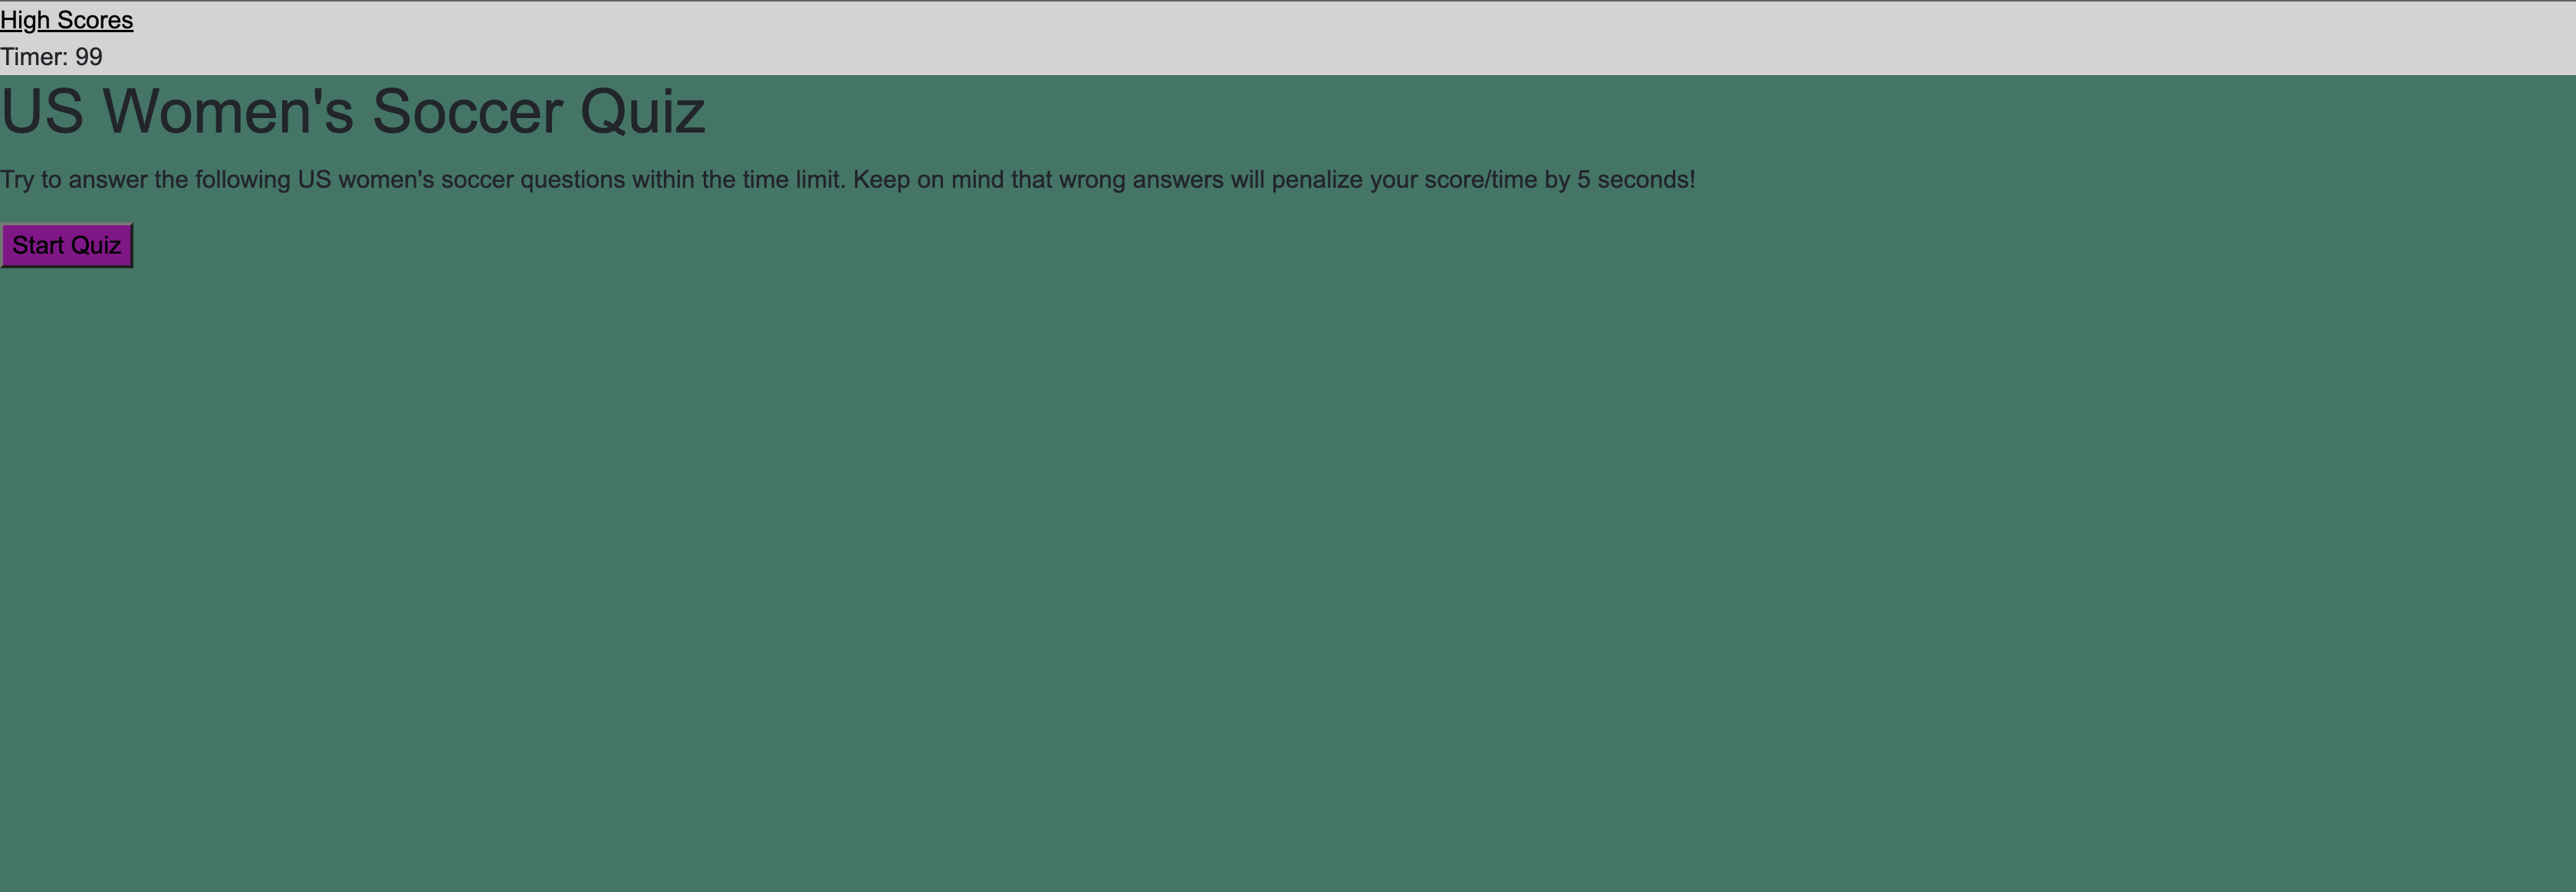 High Scores
Timer: 99
US Women's Soccer Quiz
Try to answer the following US women's soccer questions within the time limit. Keep on mind that wrong answers will penalize your score/time by 5 seconds!
Start Quiz